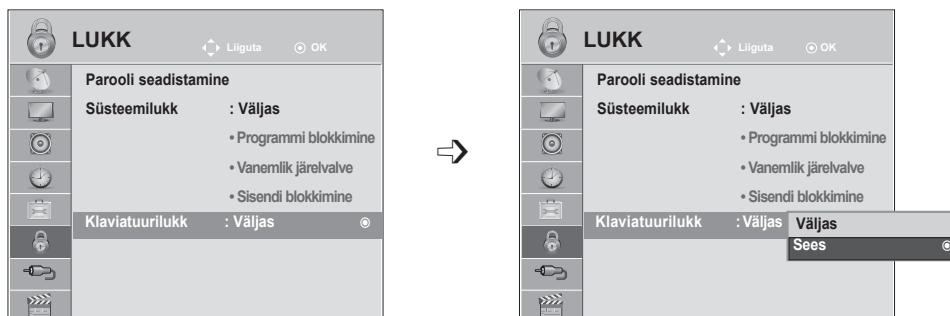 LUKK
Liiguta
OK
Parooli seadistamine
Süsteemilukk : Väljas
• Programmi blokkimine
• Vanemlik järelvalve
• Sisendi blokkimine
Klaviatuurilukk : Väljas
LUKK
Liiguta
OK
Parooli seadistamine
Süsteemilukk : Väljas
• Programmi blokkimine
• Vanemlik järelvalve
• Sisendi blokkimine
Klaviatuurilukk : Väljas
Väljas
Sees